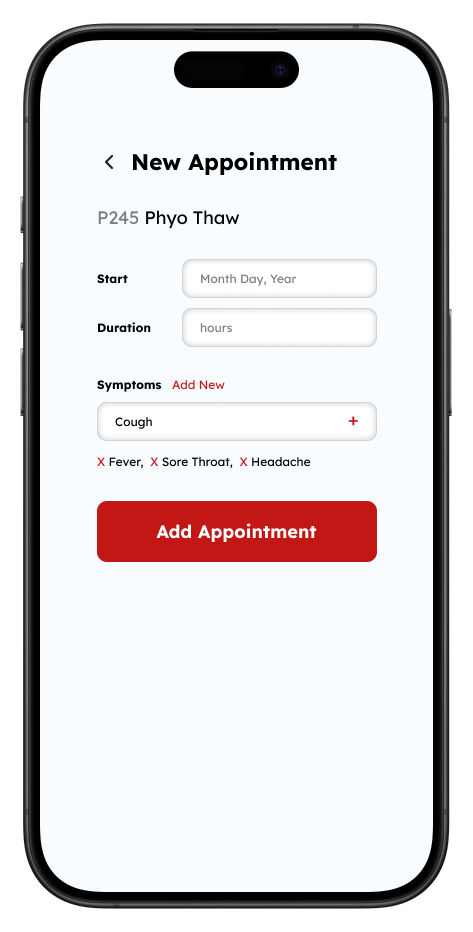 New Appointment
P245 Phyo Thaw
Start Month Day, Year
Duration hours
Symptoms Add New
Cough +
X Fever, X Sore Throat, X Headache
Add Appointment